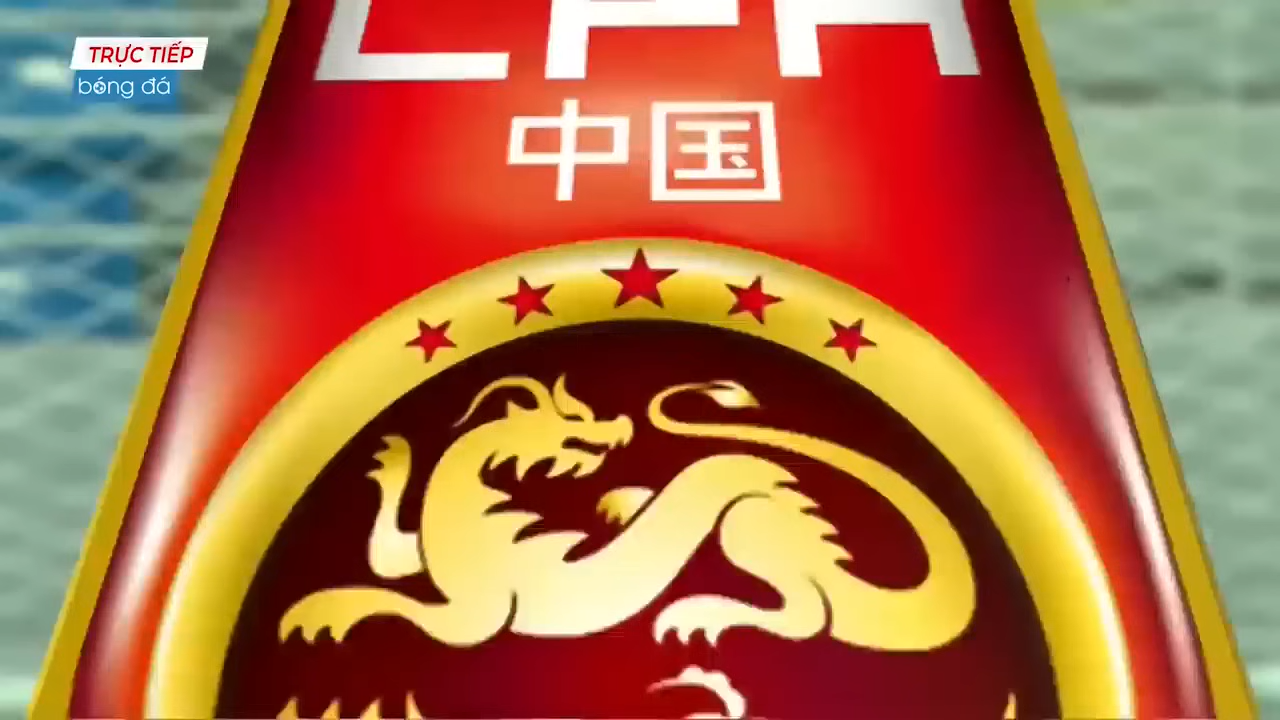 TRỰC TIẾP
bóng đá
中国